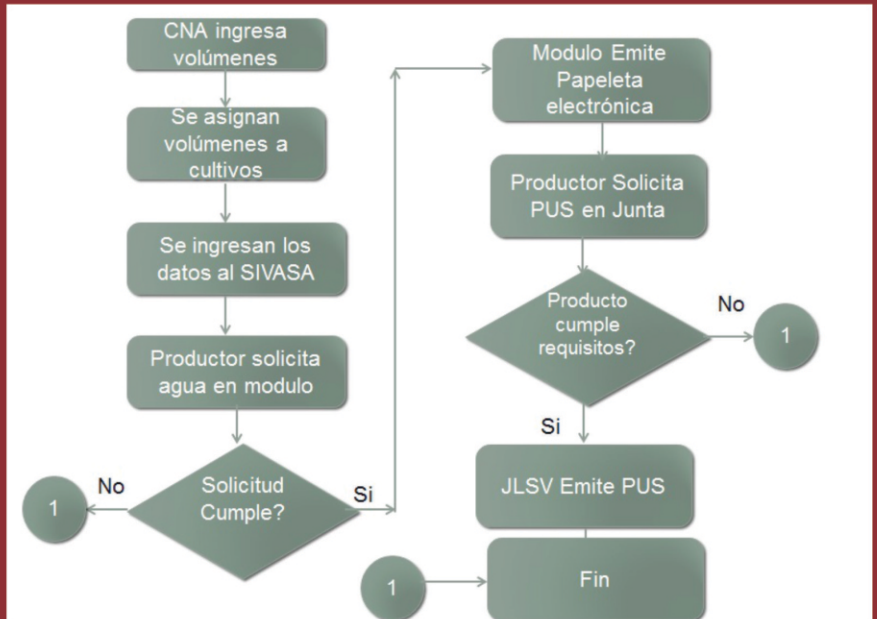 CNA ingresa
volúmenes
Se asignan
volúmenes a
cultivos
Se ingresan los
datos al SIVASA
Productor solicita
agua en modulo
Solicitud
Cumple?
No
1
Si
Modulo Emite
Papeleta
electrónica
Productor Solicita
PUS en Junta
Producto
cumple
requisitos?
No
1
Si
JLSV Emite PUS
1
Fin